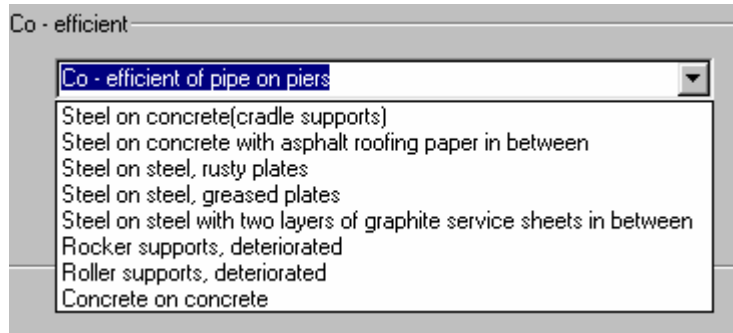 Co - efficient
Co - efficient of pipe on piers
Steel on concrete(cradle supports)
Steel on concrete with asphalt roofing paper in between
Steel on steel, rusty plates
Steel on steel, greased plates
Steel on steel with two layers of graphite service sheets in between
Rocker supports, deteriorated
Roller supports, deteriorated
Concrete on concrete